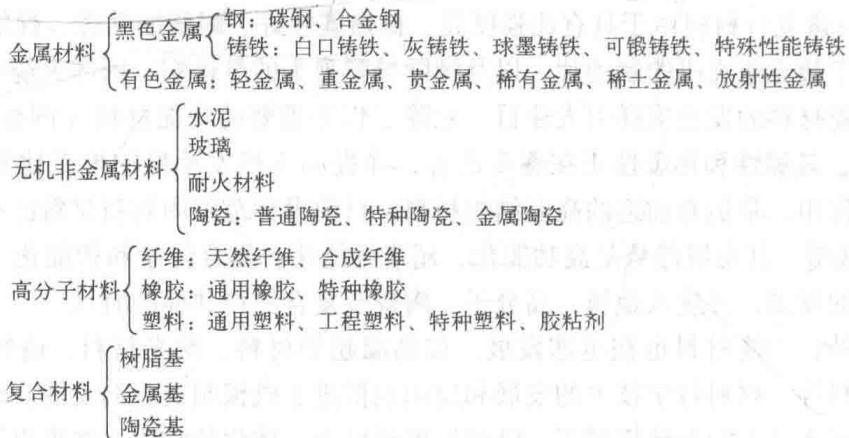 金属材料
黑色金属
钢：碳钢、合金钢
铸铁：白口铸铁、灰铸铁、球墨铸铁、可锻铸铁、特殊性能铸铁
有色金属：轻金属、重金属、贵金属、稀有金属、稀土金属、放射性金属
无机非金属材料
水泥
玻璃
耐火材料
陶瓷：普通陶瓷、特种陶瓷、金属陶瓷
高分子材料
纤维：天然纤维、合成纤维
橡胶：通用橡胶、特种橡胶
塑料：通用塑料、工程塑料、特种塑料、胶粘剂
复合材料
树脂基
金属基
陶瓷基